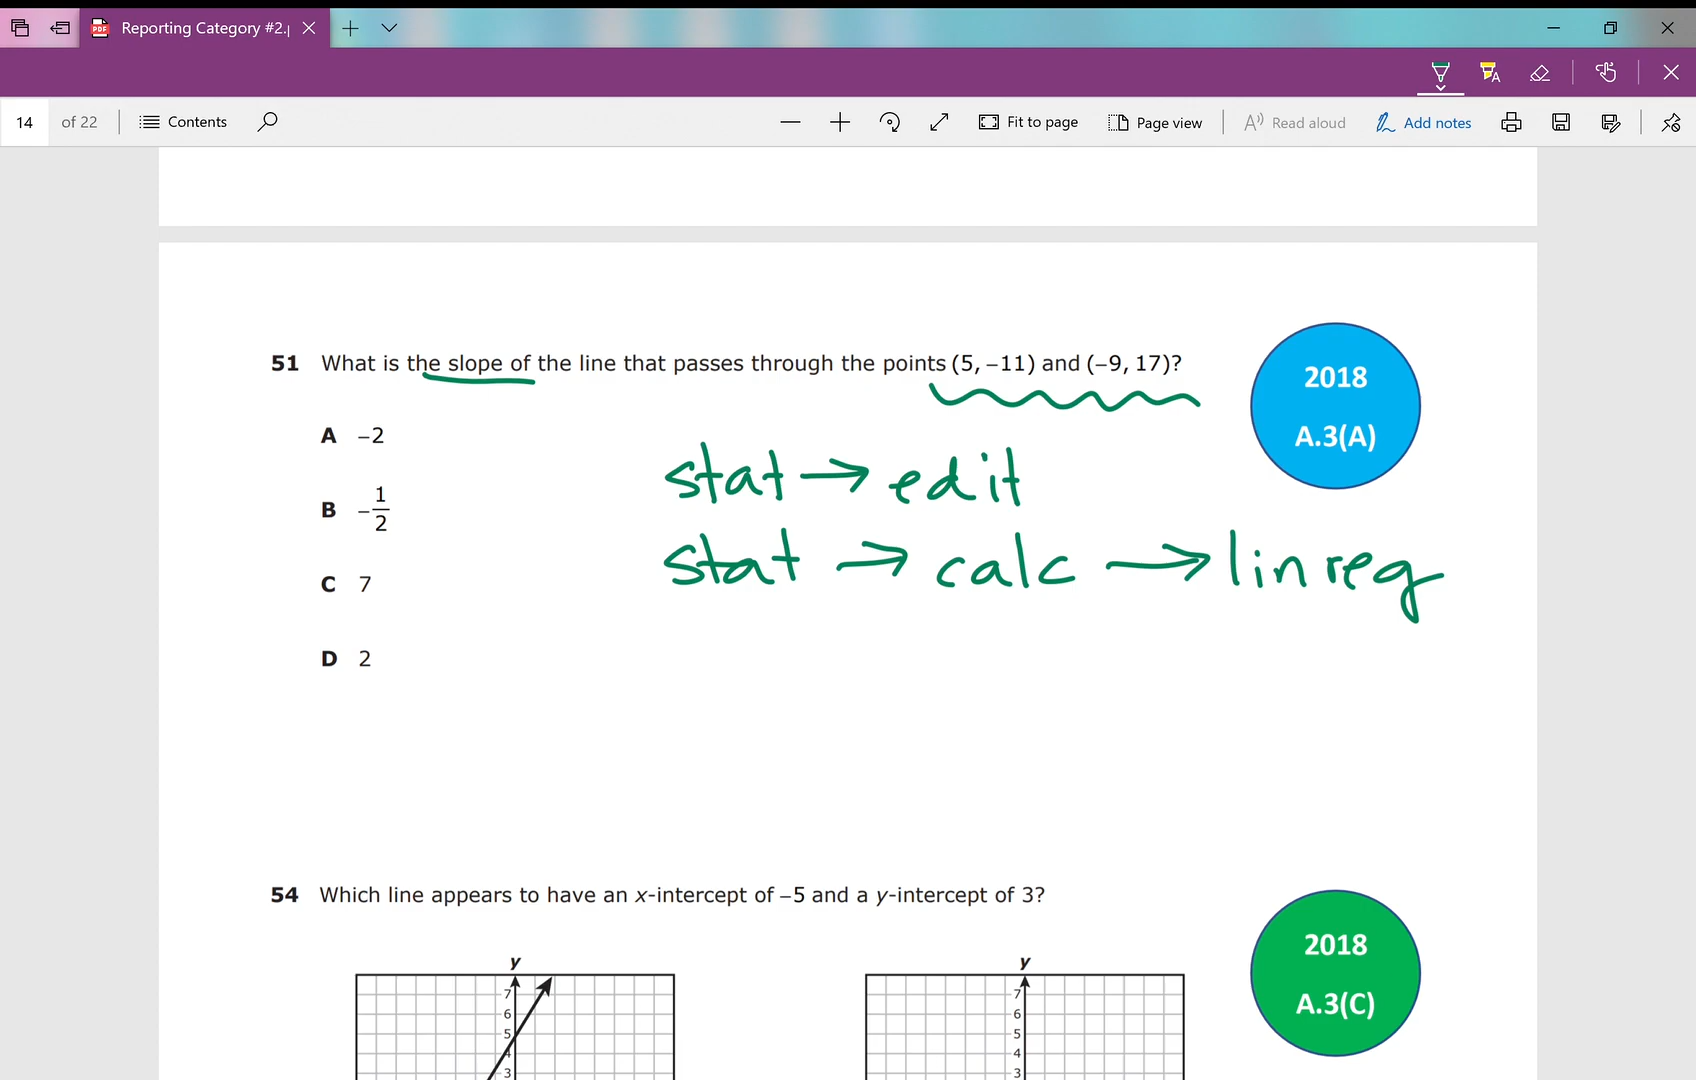 Reporting Category #2.p
14 of 22 Contents Fit to page Page view Read aloud Add notes
51 What is the slope of the line that passes through the points (5, −11) and (−9, 17)?
2018
A.3(A)
A −2
B −1/2
C 7
D 2
stat → edit
stat → calc → linreg
54 Which line appears to have an x-intercept of −5 and a y-intercept of 3?
2018
A.3(C)
y
7
6
5
4
3
y
7
6
5
4
3